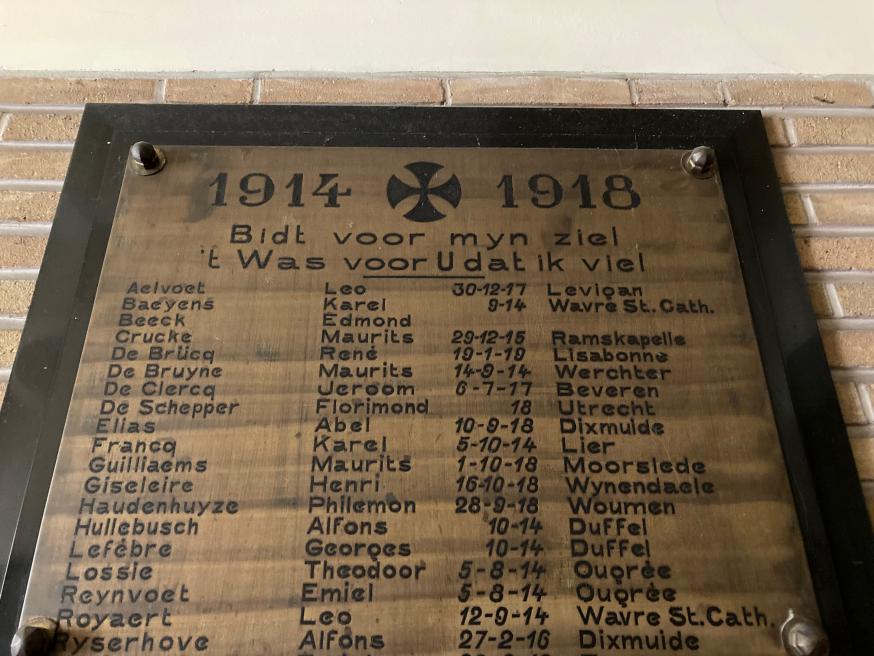 1914 1918
Bidt voor myn ziel
't Was voor U dat ik viel
Aelvoet Leo 30-12-17 Levigan
Baeyens Karel 9-14 Wavre St. Cath.
Beeck Edmond
Crucke Maurits 29-12-15 Ramskapelle
De Brücq René 19-1-19 Lisabonne
De Bruyne Maurits 14-9-14 Werchter
De Clercq Jeroom 6-7-17 Beveren
De Schepper Florimond 18 Utrecht
Elias Abel 10-9-18 Dixmuide
Francq Karel 5-10-14 Lier
Guilliaems Maurits 1-10-18 Moorslede
Giseleire Henri 16-10-18 Wynendaele
Haudenhuyze Philemon 28-9-18 Woumen
Hullebusch Alfons 10-14 Duffel
Lefèbre Georges 10-14 Duffel
Lossie Theodoor 5-8-14 Ougrée
Reynvoet Emiel 5-8-14 Ougrée
Royaert Leo 12-9-14 Wavre St. Cath.
Ryserhove Alfons 27-2-16 Dixmuide